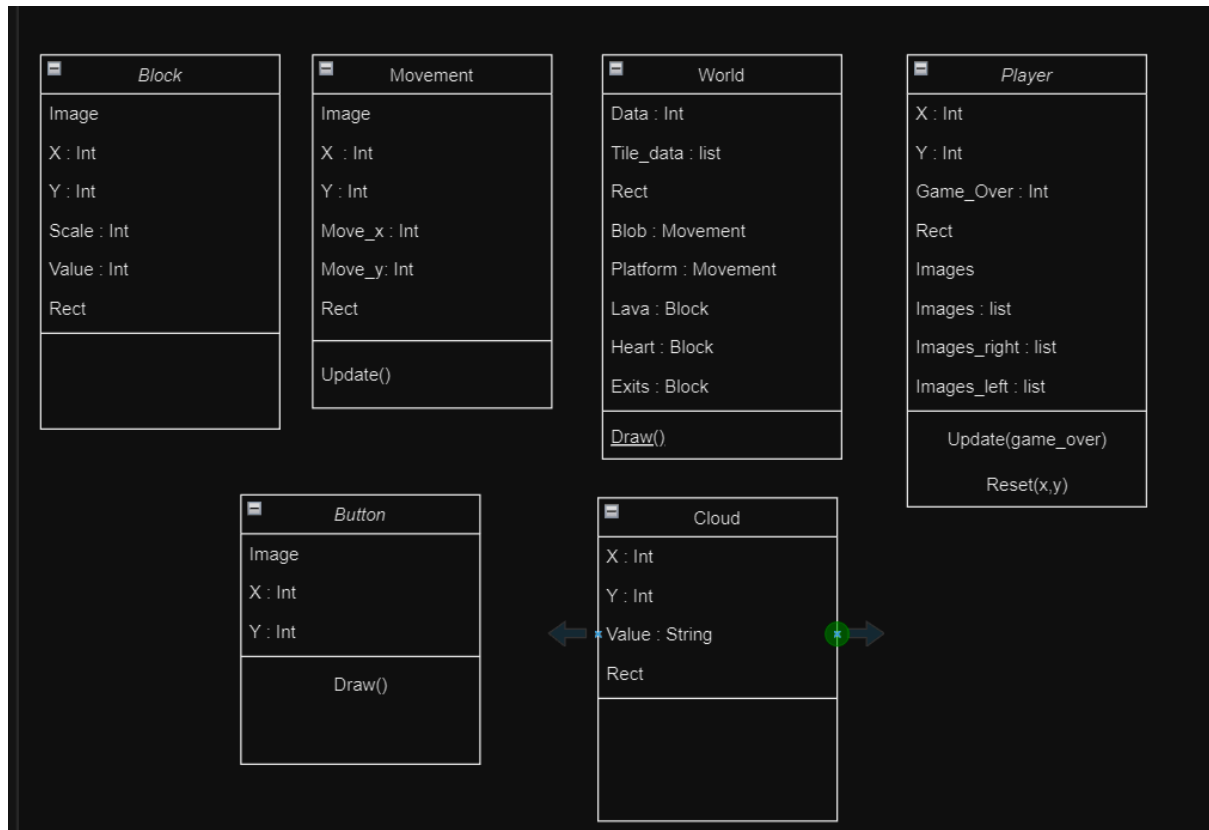 Block
Image
X : Int
Y : Int
Scale : Int
Value : Int
Rect
Movement
Image
X : Int
Y : Int
Move_x : Int
Move_y: Int
Rect
Update()
World
Data : Int
Tile_data : list
Rect
Blob : Movement
Platform : Movement
Lava : Block
Heart : Block
Exits : Block
Draw()
Player
X : Int
Y : Int
Game_Over : Int
Rect
Images
Images : list
Images_right : list
Images_left : list
Update(game_over)
Reset(x,y)
Button
Image
X : Int
Y : Int
Draw()
Cloud
X : Int
Y : Int
Value : String
Rect